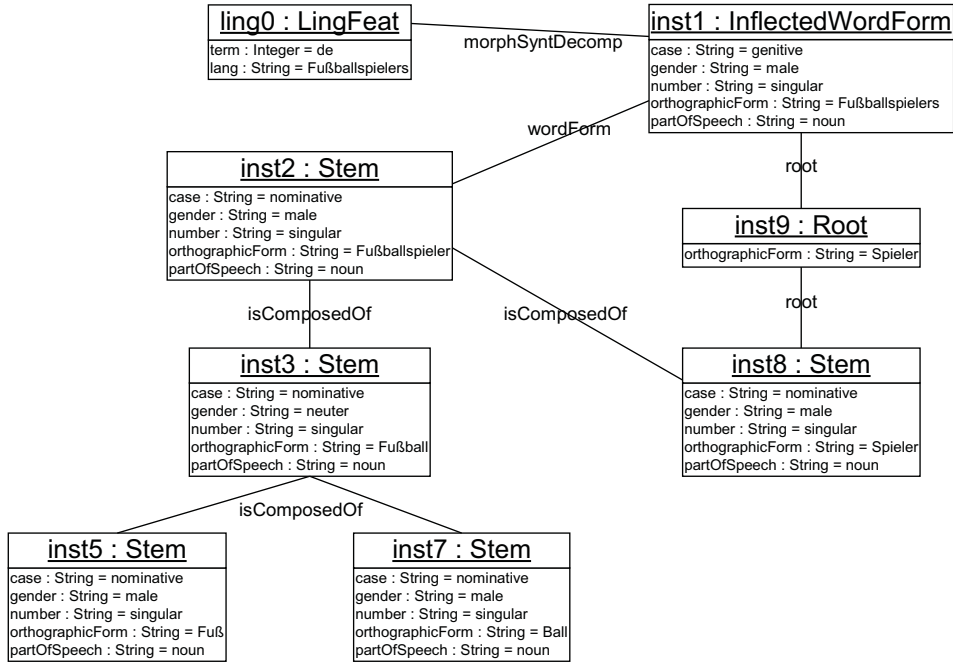 ling0 : LingFeat
term : Integer = de
lang : String = Fußballspielers
morphSyntDecomp
inst1 : InflectedWordForm
case : String = genitive
gender : String = male
number : String = singular
orthographicForm : String = Fußballspielers
partOfSpeech : String = noun
wordForm
root
inst2 : Stem
case : String = nominative
gender : String = male
number : String = singular
orthographicForm : String = Fußballspieler
partOfSpeech : String = noun
inst9 : Root
orthographicForm : String = Spieler
isComposedOf
isComposedOf
root
inst3 : Stem
case : String = nominative
gender : String = neuter
number : String = singular
orthographicForm : String = Fußball
partOfSpeech : String = noun
inst8 : Stem
case : String = nominative
gender : String = male
number : String = singular
orthographicForm : String = Spieler
partOfSpeech : String = noun
isComposedOf
inst5 : Stem
case : String = nominative
gender : String = male
number : String = singular
orthographicForm : String = Fuß
partOfSpeech : String = noun
inst7 : Stem
case : String = nominative
gender : String = male
number : String = singular
orthographicForm : String = Ball
partOfSpeech : String = noun